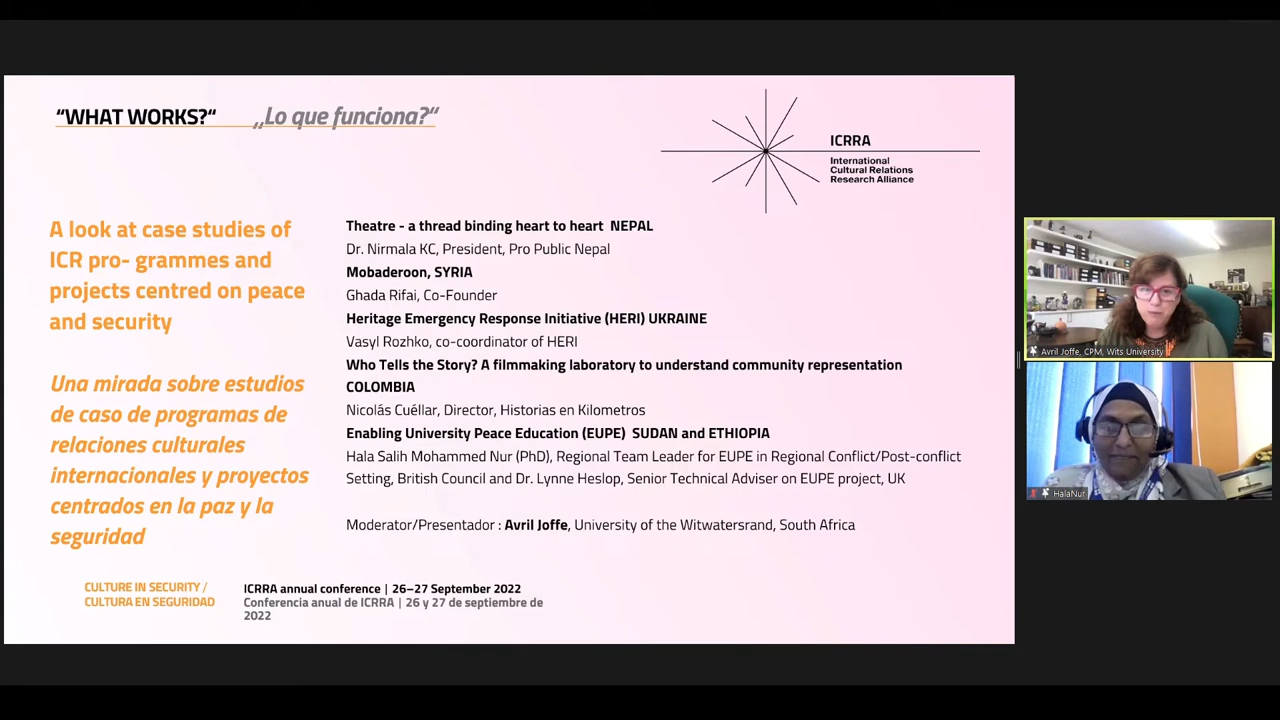 “WHAT WORKS?“ „Lo que funciona?“
ICRRA
International
Cultural Relations
Research Alliance
A look at case studies of
ICR pro- grammes and
projects centred on peace
and security
Una mirada sobre estudios
de caso de programas de
relaciones culturales
internacionales y proyectos
centrados en la paz y la
seguridad
Theatre - a thread binding heart to heart NEPAL
Dr. Nirmala KC, President, Pro Public Nepal
Mobaderoon, SYRIA
Ghada Rifai, Co-Founder
Heritage Emergency Response Initiative (HERI) UKRAINE
Vasyl Rozhko, co-coordinator of HERI
Who Tells the Story? A filmmaking laboratory to understand community representation
COLOMBIA
Nicolás Cuéllar, Director, Historias en Kilometros
Enabling University Peace Education (EUPE) SUDAN and ETHIOPIA
Hala Salih Mohammed Nur (PhD), Regional Team Leader for EUPE in Regional Conflict/Post-conflict
Setting, British Council and Dr. Lynne Heslop, Senior Technical Adviser on EUPE project, UK
Moderator/Presentador : Avril Joffe, University of the Witwatersrand, South Africa
CULTURE IN SECURITY /
CULTURA EN SEGURIDAD
ICRRA annual conference | 26–27 September 2022
Conferencia anual de ICRRA | 26 y 27 de septiembre de
2022
Avril Joffe, CPM, Wits University
HalaNur